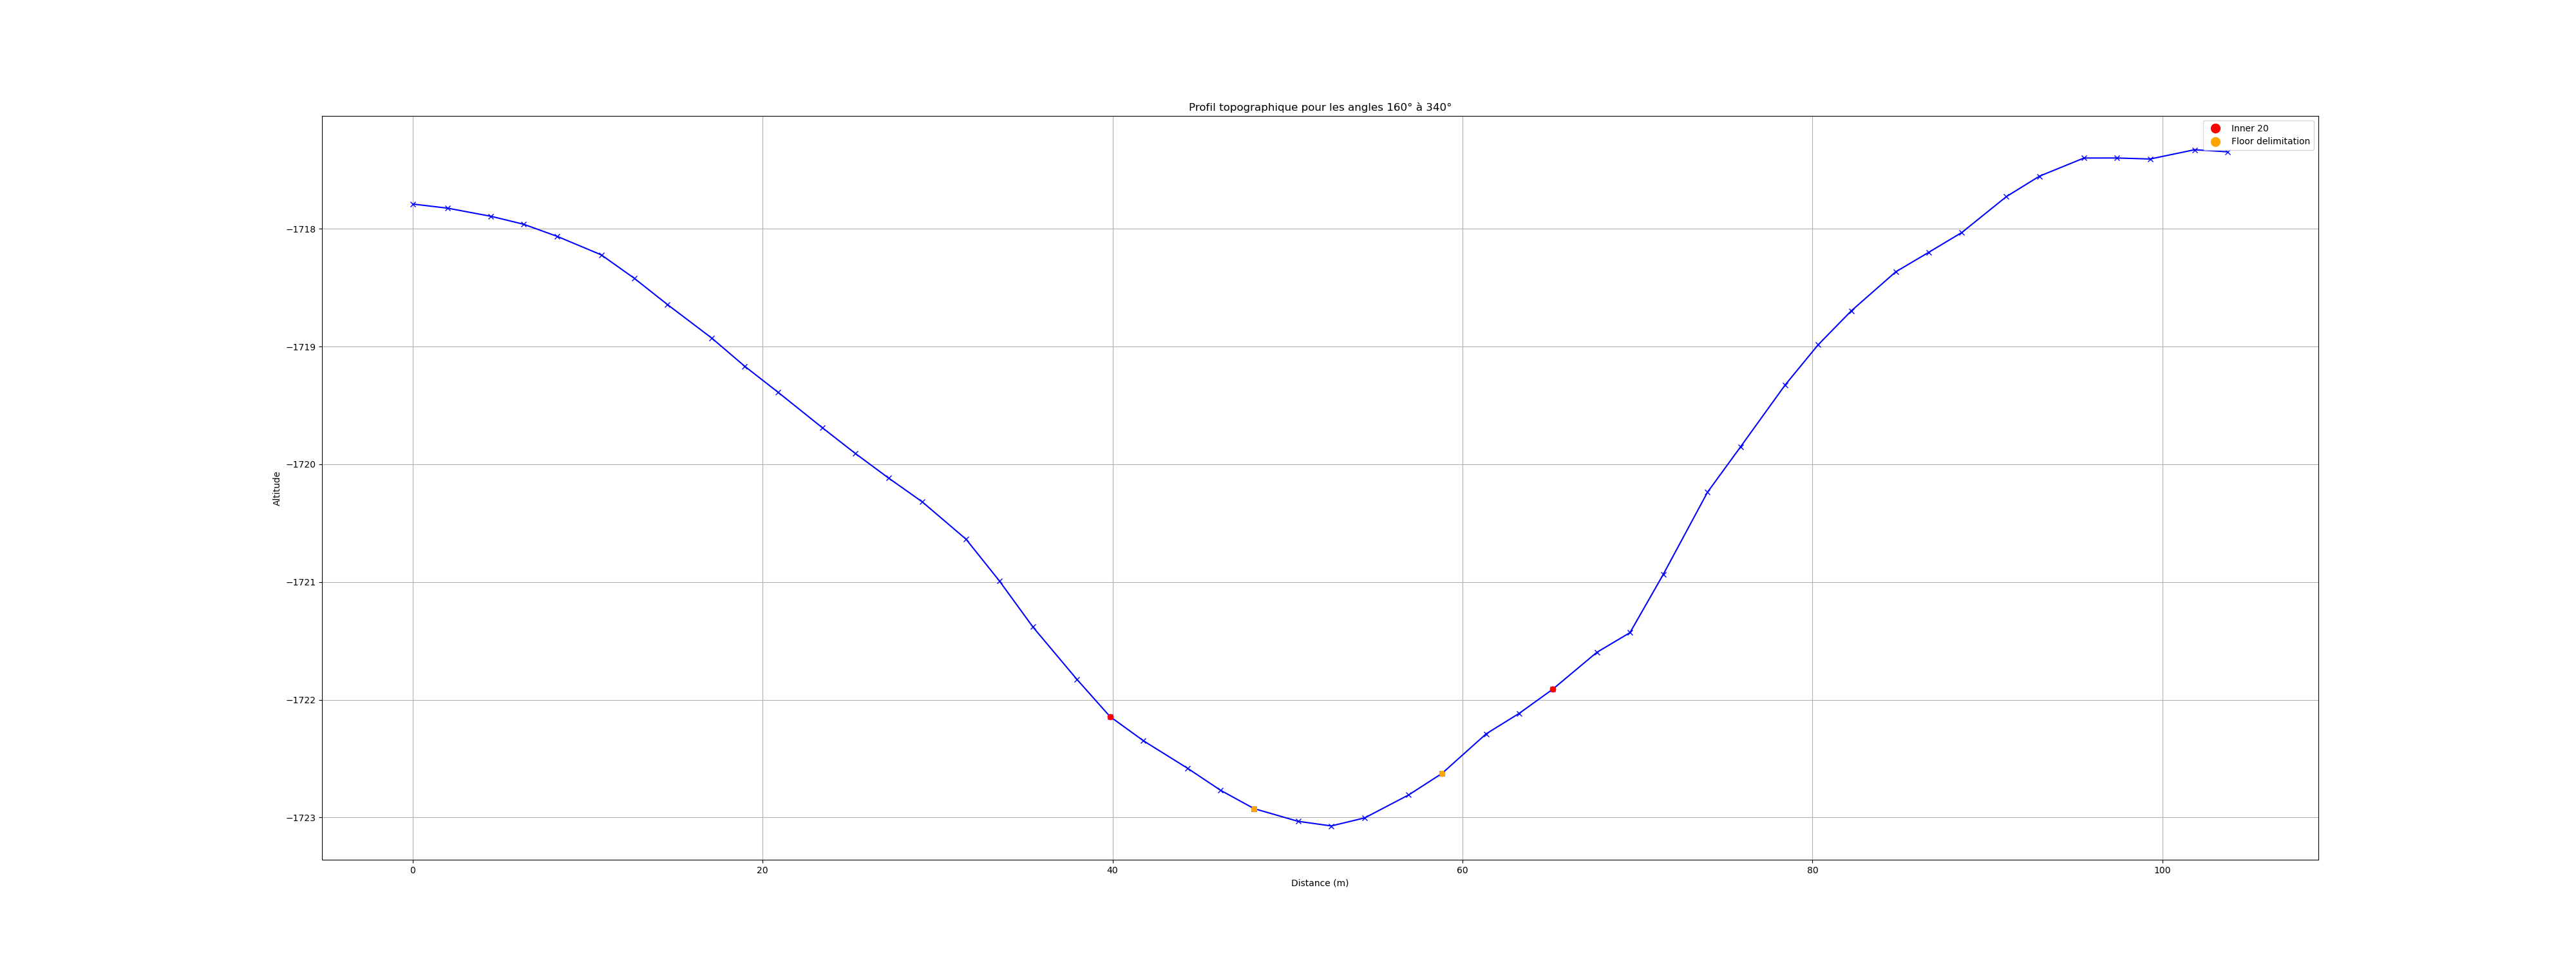 Profil topographique pour les angles 160° à 340°
Inner 20
Floor delimitation
−1718
−1719
−1720
−1721
−1722
−1723
Altitude
0 20 40 60 80 100
Distance (m)